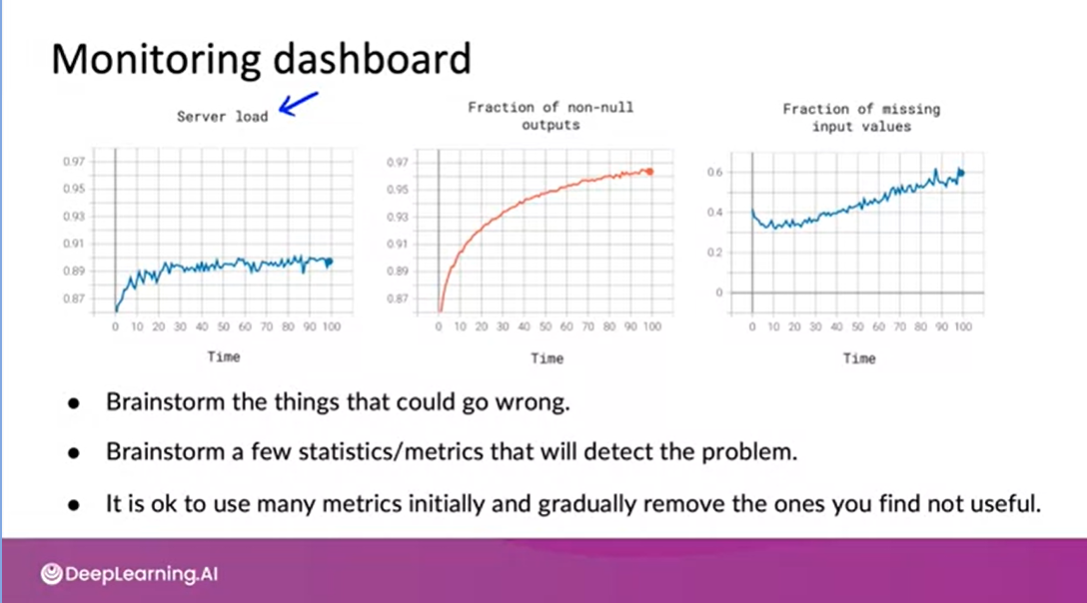 Monitoring dashboard
Server load
0.97
0.95
0.93
0.91
0.89
0.87
0 10 20 30 40 50 60 70 80 90 100
Time
Fraction of non-null
outputs
0.97
0.95
0.93
0.91
0.89
0.87
0 10 20 30 40 50 60 70 80 90 100
Time
Fraction of missing
input values
0.6
0.4
0.2
0
0 10 20 30 40 50 60 70 80 90 100
Time
● Brainstorm the things that could go wrong.
● Brainstorm a few statistics/metrics that will detect the problem.
● It is ok to use many metrics initially and gradually remove the ones you find not useful.
DeepLearning.AI